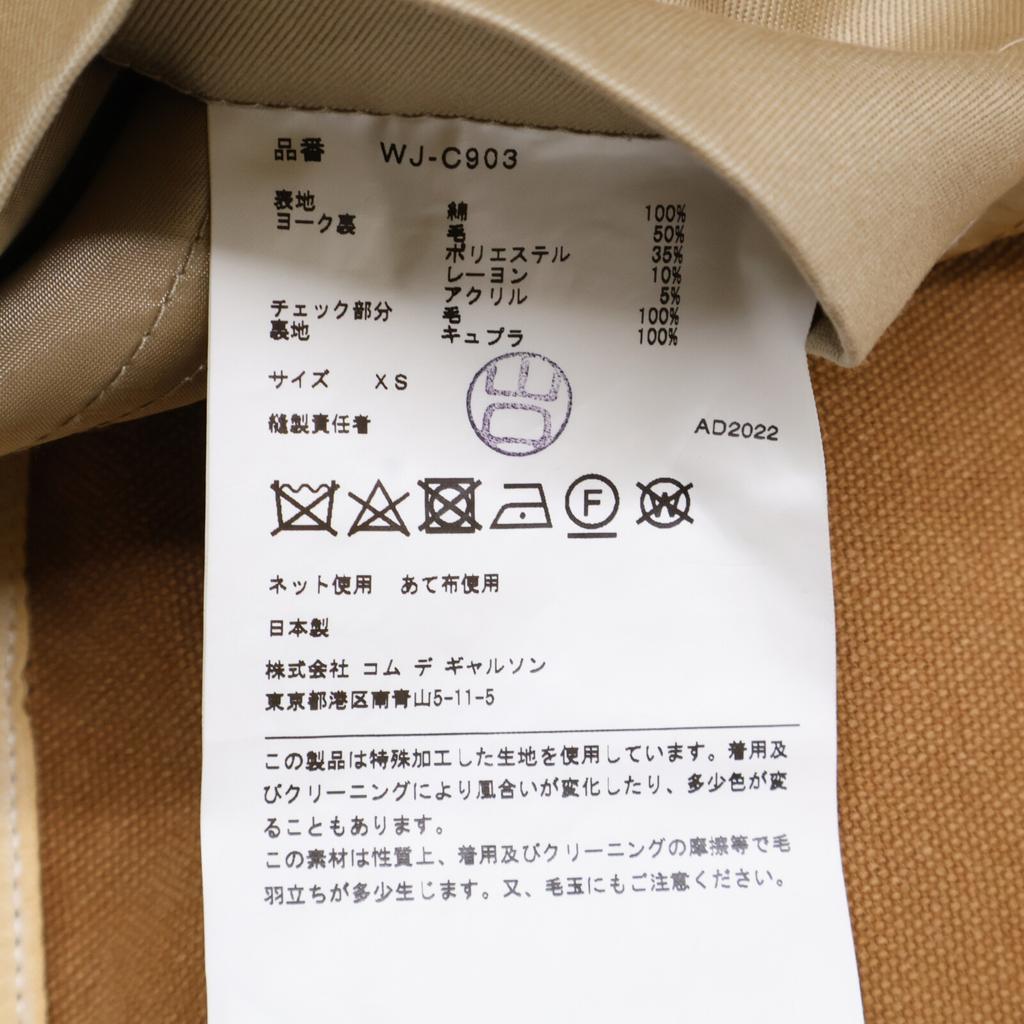 品番 WJ-C903
表地 綿 100%
ヨーク裏 毛 50%
ポリエステル 35%
レーヨン 10%
アクリル 5%
チェック部分 毛 100%
裏地 キュプラ 100%
サイズ XS
縫製責任者 AD2022
F W
ネット使用 あて布使用
日本製
株式会社 コム デ ギャルソン
東京都港区南青山5-11-5
この製品は特殊加工した生地を使用しています。着用及
びクリーニングにより風合いが変化したり、多少色が変
ることもあります。
この素材は性質上、着用及びクリーニングの摩擦等で毛
羽立ちが多少生じます。又、毛玉にもご注意ください。